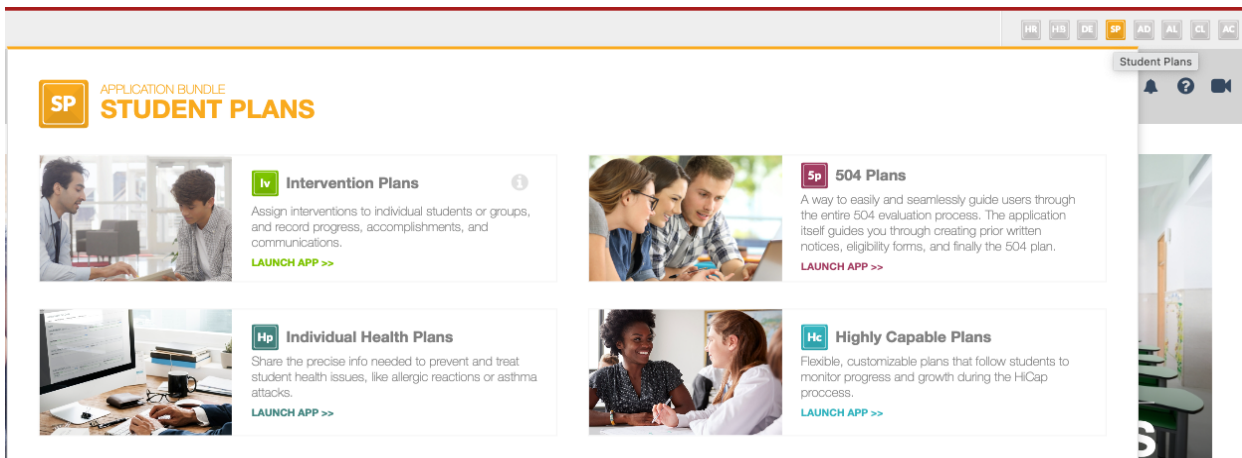 HR HB DE SP AD AL CL AC
Student Plans
SP
APPLICATION BUNDLE
STUDENT PLANS
Iv Intervention Plans
Assign interventions to individual students or groups,
and record progress, accomplishments, and
communications.
LAUNCH APP >>
5p 504 Plans
A way to easily and seamlessly guide users through
the entire 504 evaluation process. The application
itself guides you through creating prior written
notices, eligibility forms, and finally the 504 plan.
LAUNCH APP >>
Hp Individual Health Plans
Share the precise info needed to prevent and treat
student health issues, like allergic reactions or asthma
attacks.
LAUNCH APP >>
Hc Highly Capable Plans
Flexible, customizable plans that follow students to
monitor progress and growth during the HiCap
proccess.
LAUNCH APP >>
S